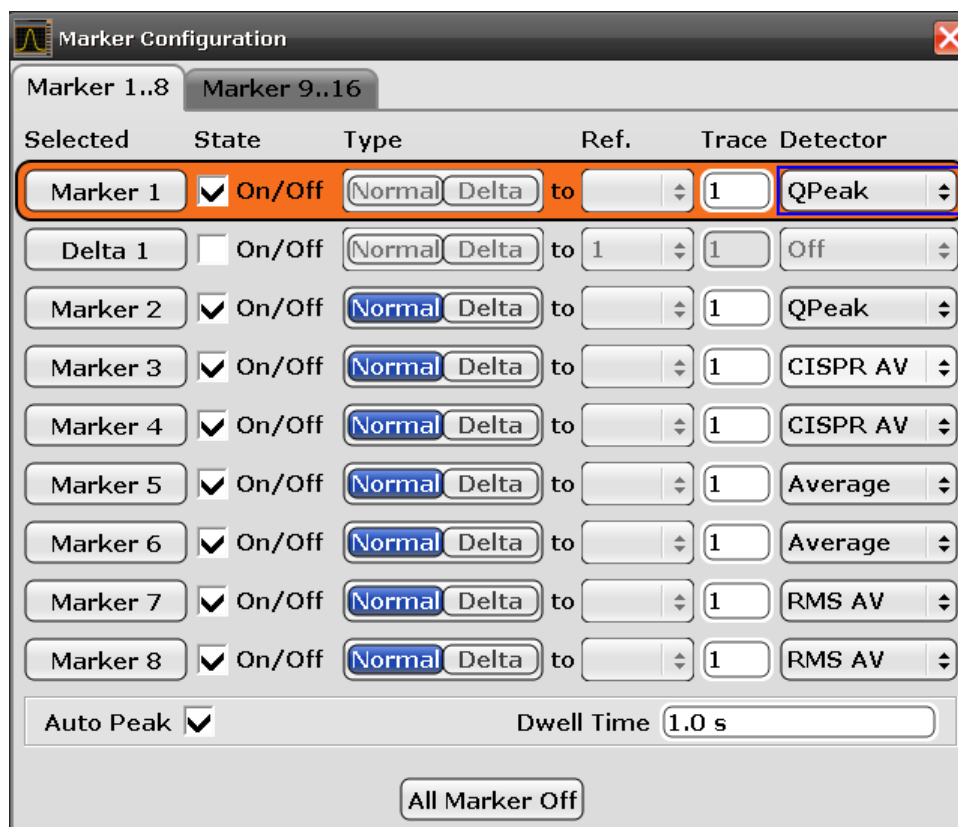 Marker Configuration
Marker 1..8 Marker 9..16
Selected State Type Ref. Trace Detector
Marker 1 On/Off Normal Delta to 1 QPeak
Delta 1 On/Off Normal Delta to 1 1 Off
Marker 2 On/Off Normal Delta to 1 QPeak
Marker 3 On/Off Normal Delta to 1 CISPR AV
Marker 4 On/Off Normal Delta to 1 CISPR AV
Marker 5 On/Off Normal Delta to 1 Average
Marker 6 On/Off Normal Delta to 1 Average
Marker 7 On/Off Normal Delta to 1 RMS AV
Marker 8 On/Off Normal Delta to 1 RMS AV
Auto Peak Dwell Time 1.0 s
All Marker Off